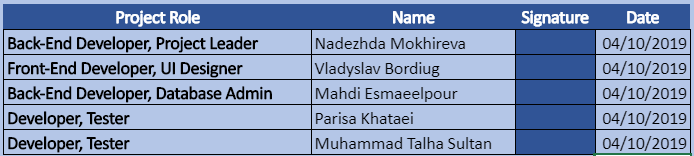 Project Role Name Signature Date
Back-End Developer, Project Leader Nadezhda Mokhireva 04/10/2019
Front-End Developer, UI Designer Vladyslav Bordiug 04/10/2019
Back-End Developer, Database Admin Mahdi Esmaeelpour 04/10/2019
Developer, Tester Parisa Khataei 04/10/2019
Developer, Tester Muhammad Talha Sultan 04/10/2019